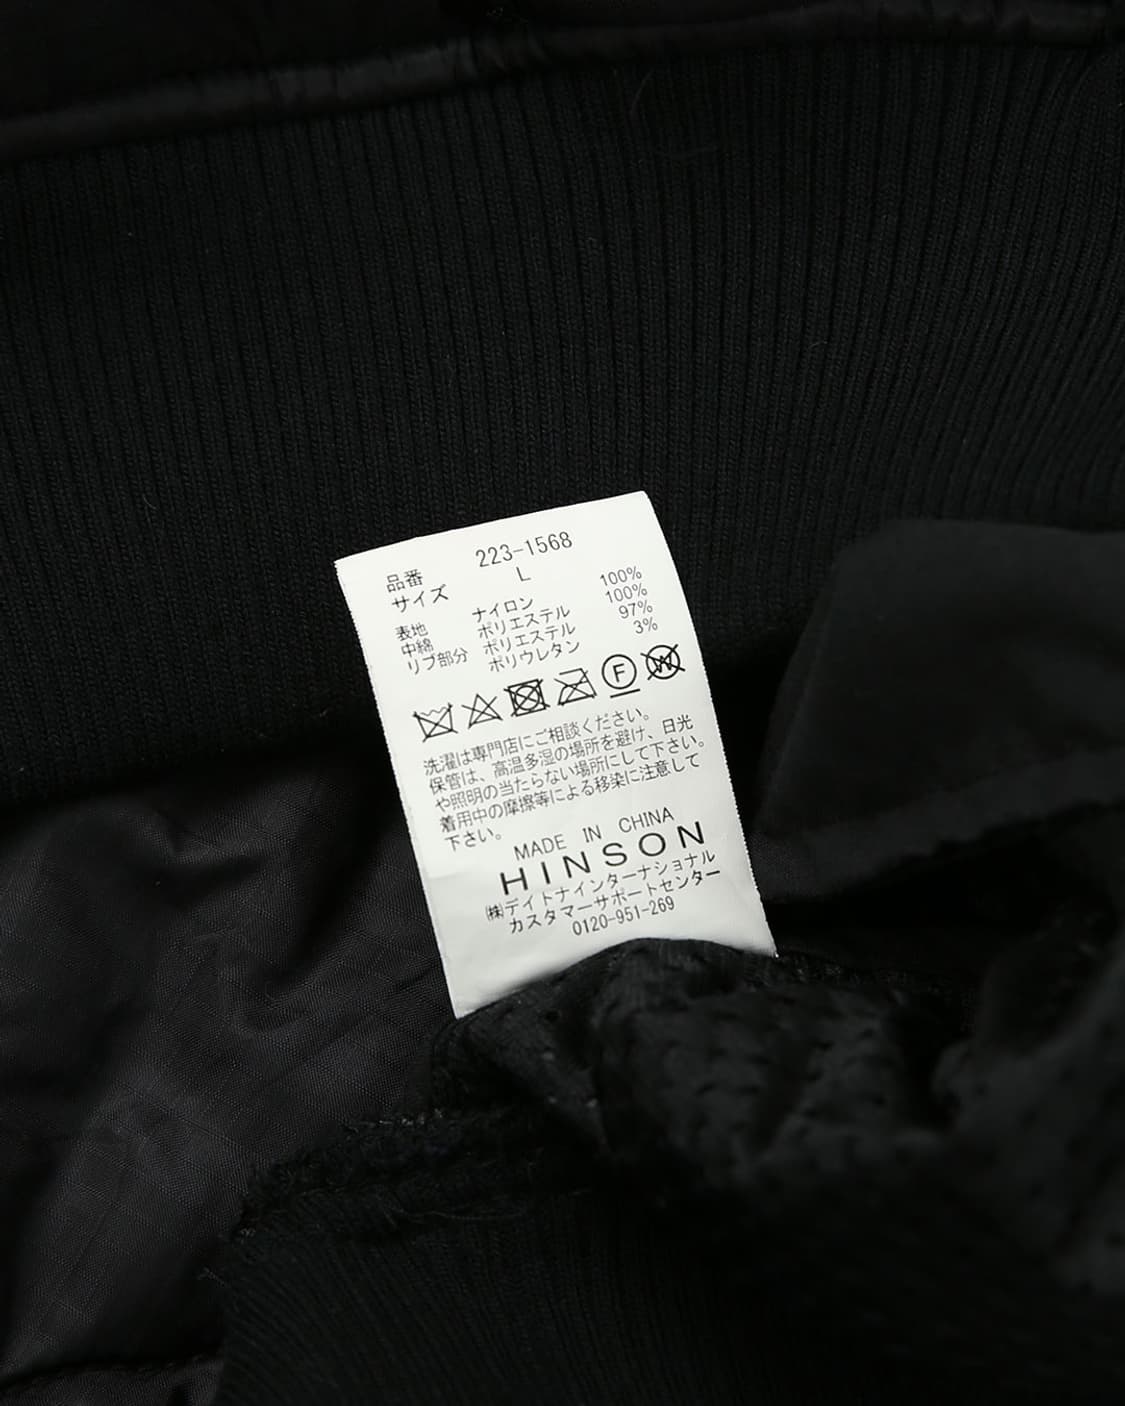 品番 223-1568
サイズ L
表地 ナイロン 100%
中綿 ポリエステル 100%
リブ部分 ポリエステル 97%
ポリウレタン 3%
F W
洗濯は専門店にご相談ください。
保管は、高温多湿の場所を避け、日光
や照明の当たらない場所にして下さい。
着用中の摩擦等による移染に注意して
下さい。
MADE IN CHINA
HINSON
㈱デイトナインターナショナル
カスタマーサポートセンター
0120-951-269